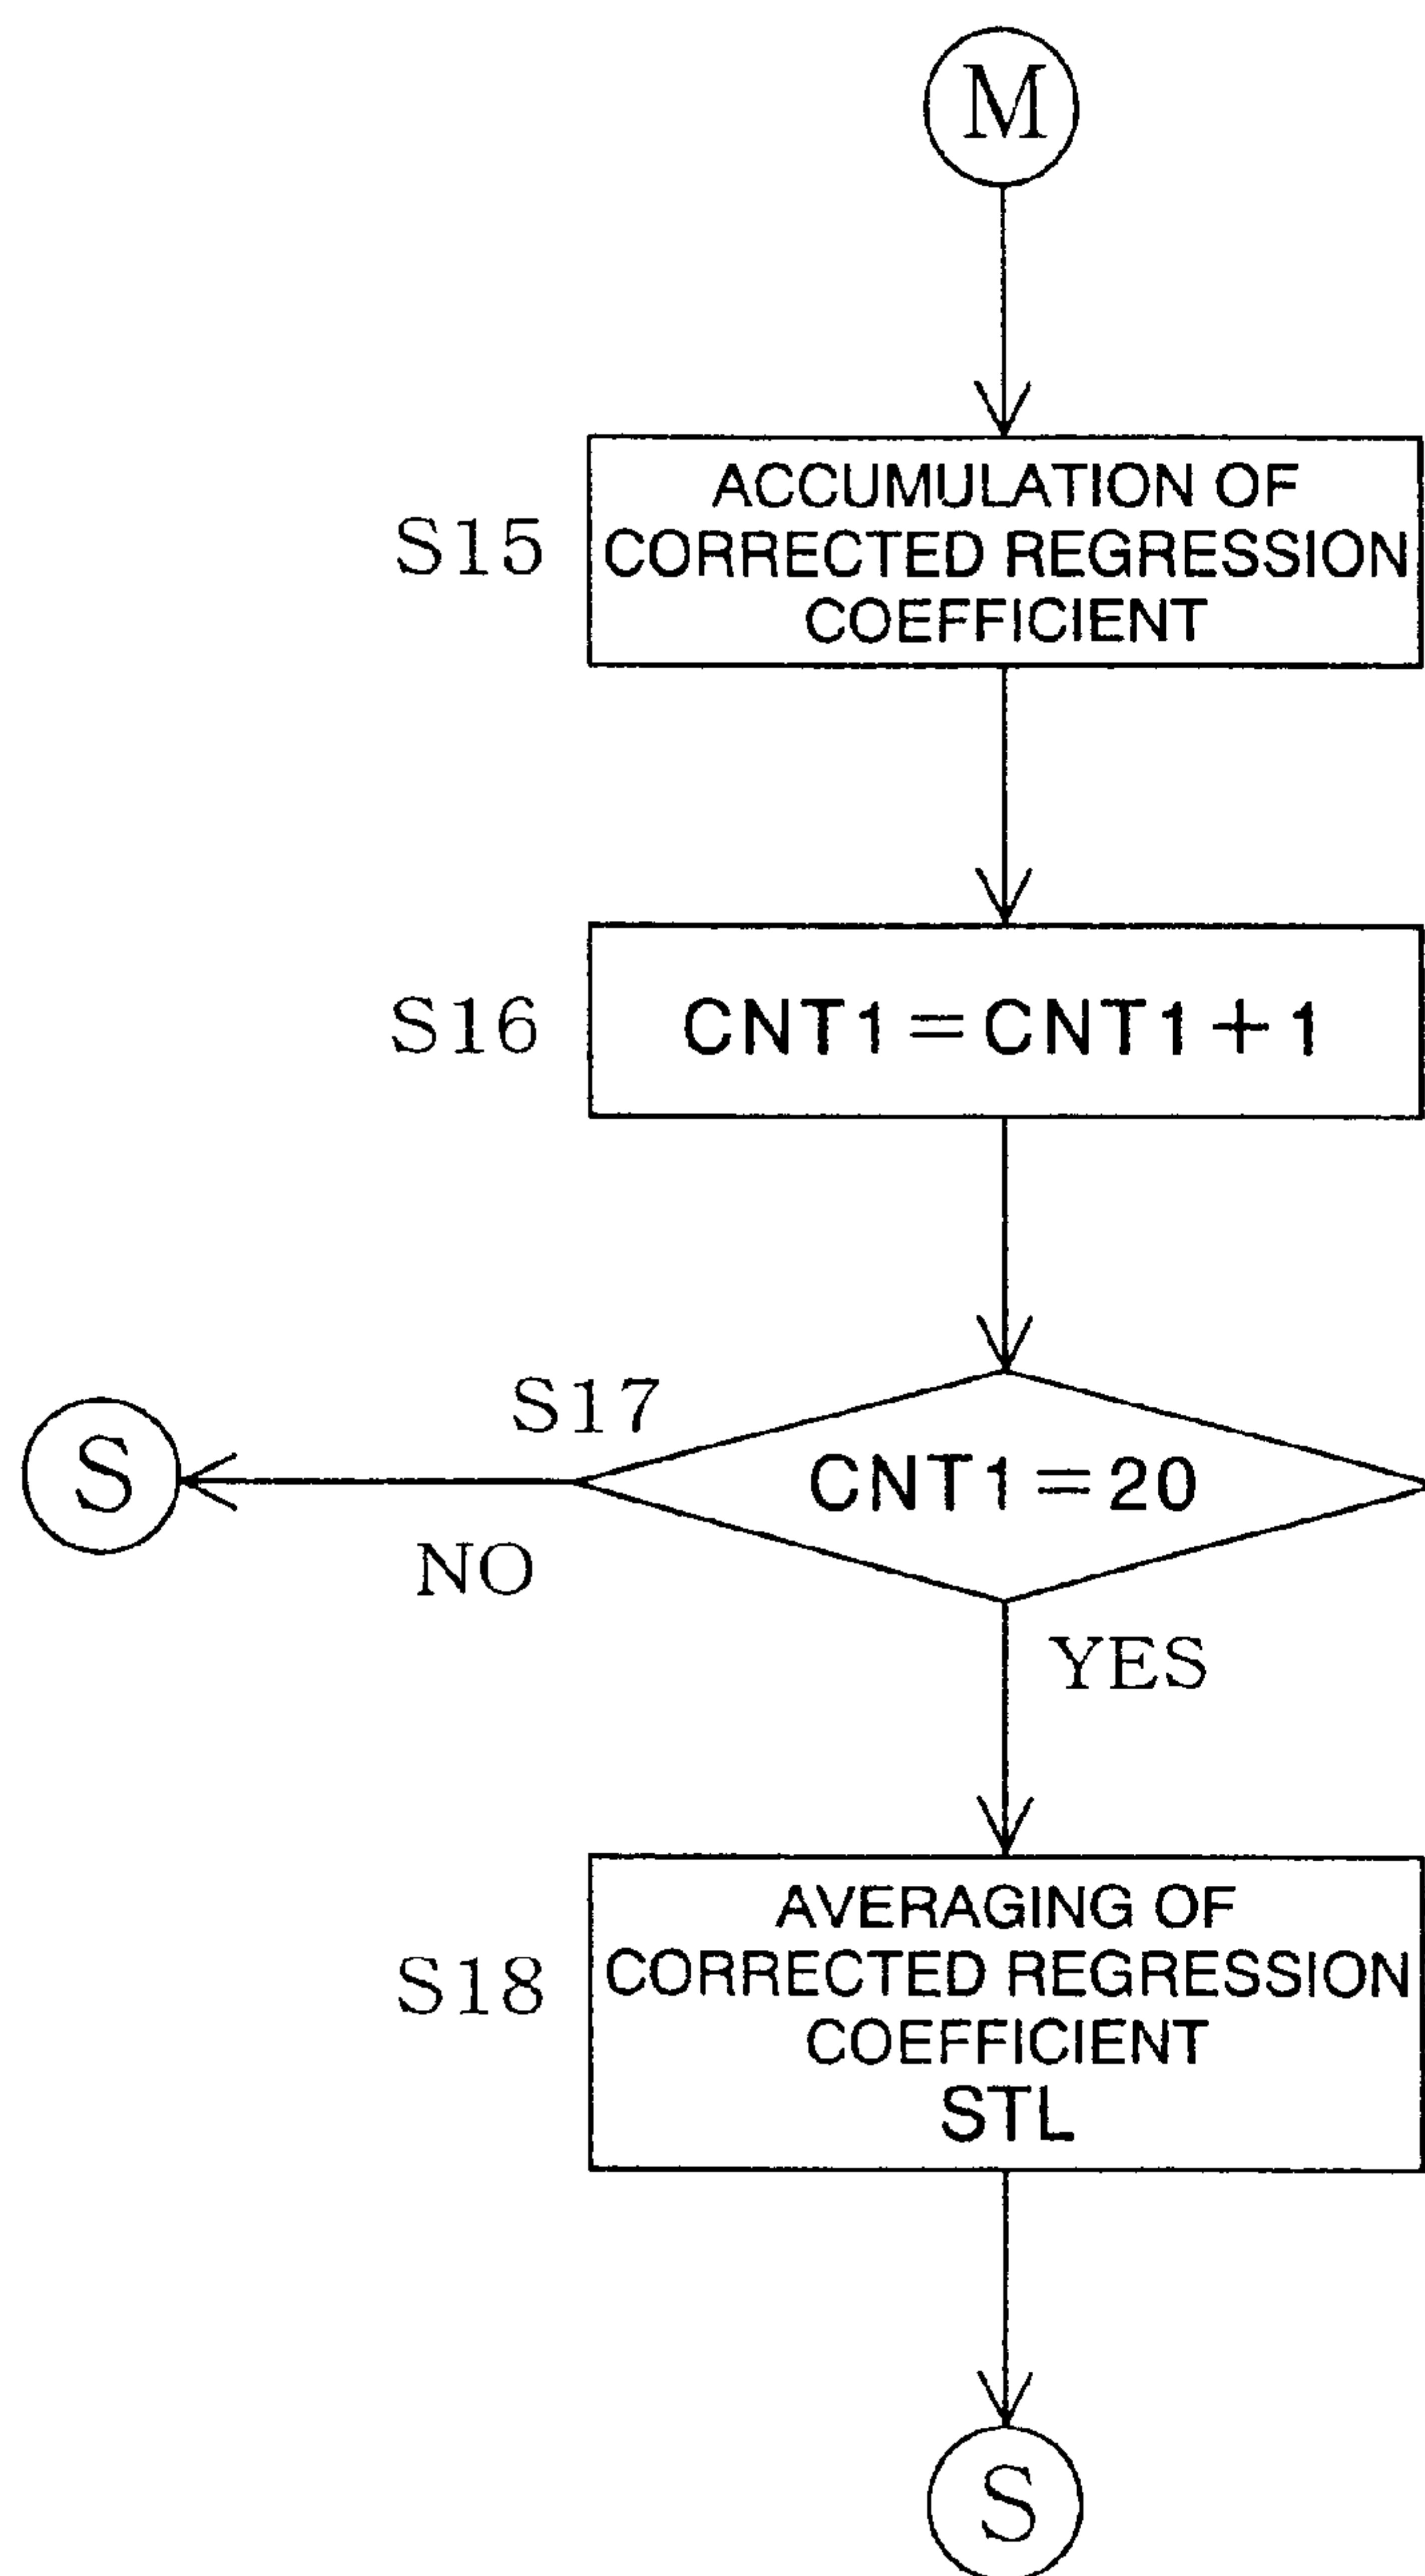 M
S15
ACCUMULATION OF
CORRECTED REGRESSION
COEFFICIENT
S16
CNT1=CNT1+1
S17
CNT1=20
S
NO
YES
S18
AVERAGING OF
CORRECTED REGRESSION
COEFFICIENT
STL
S